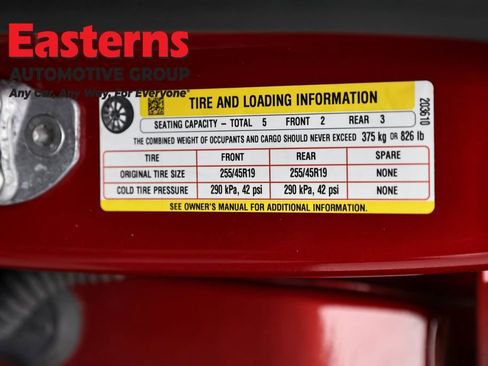 Easterns
AUTOMOTIVE GROUP
Any Car. Any Way. For Everyone®
TIRE AND LOADING INFORMATION
SEATING CAPACITY - TOTAL 5 FRONT 2 REAR 3
THE COMBINED WEIGHT OF OCCUPANTS AND CARGO SHOULD NEVER EXCEED 375 kg OR 826 lb
TIRE FRONT REAR SPARE
ORIGINAL TIRE SIZE 255/45R19 255/45R19 NONE
COLD TIRE PRESSURE 290 kPa, 42 psi 290 kPa, 42 psi NONE
SEE OWNER'S MANUAL FOR ADDITIONAL INFORMATION.